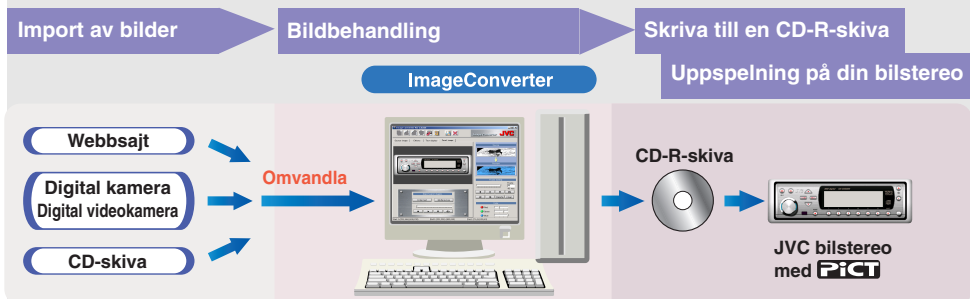 Import av bilder
Bildbehandling
Skriva till en CD-R-skiva
Uppspelning på din bilstereo
ImageConverter
Webbsajt
Digital kamera
Digital videokamera
CD-skiva
Omvandla
JVC
CD-R-skiva
JVC bilstereo
med PiCT